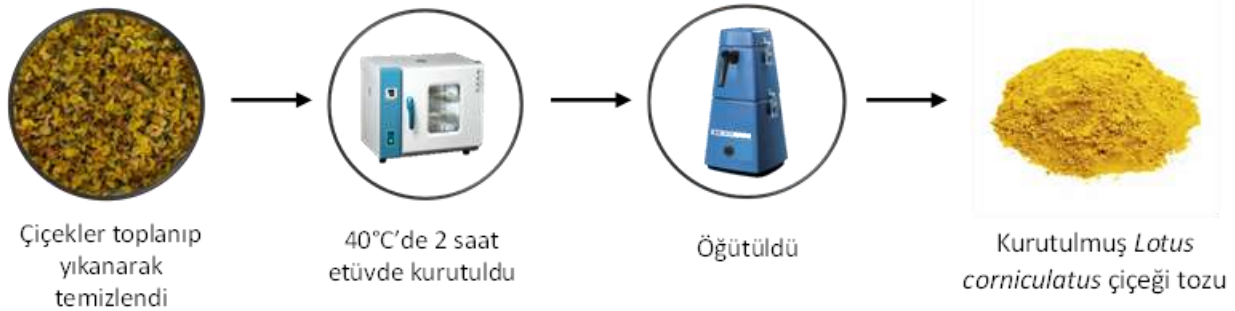 Çiçekler toplanıp
yıkanarak
temizlendi
40°C'de 2 saat
etüvde kurutuldu
Öğütüldü
Kurutulmuş Lotus
corniculatus çiçeği tozu